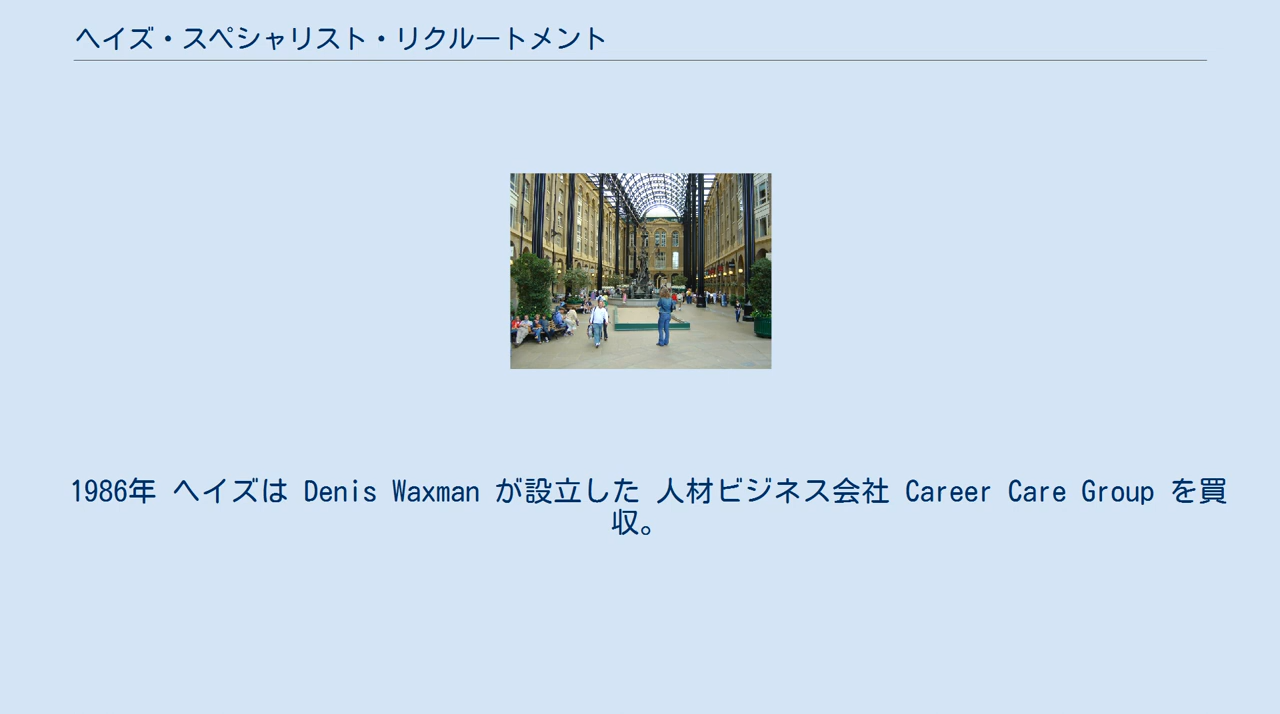 ヘイズ・スペシャリスト・リクルートメント
1986年 ヘイズは Denis Waxman が設立した 人材ビジネス会社 Career Care Group を買
収。